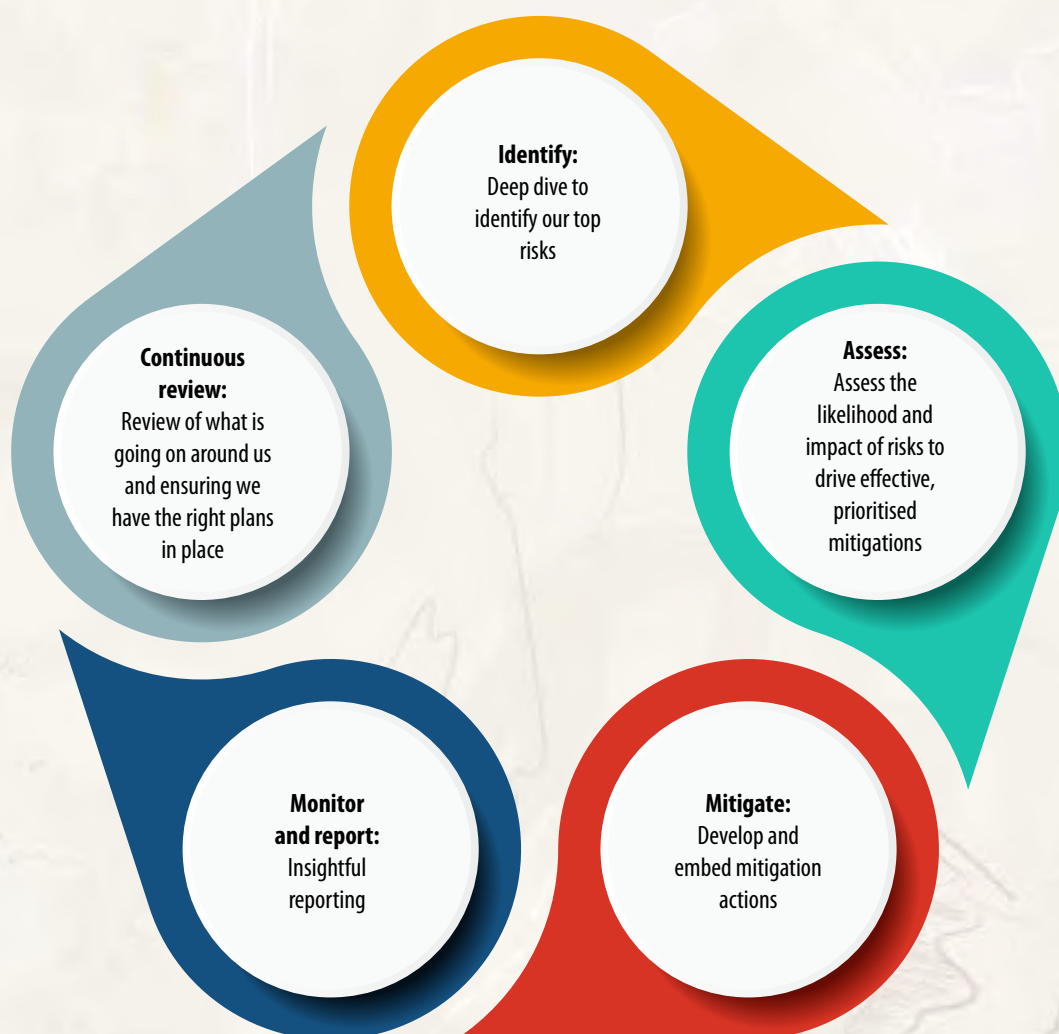 Identify:
Deep dive to
identify our top
risks
Assess:
Assess the
likelihood and
impact of risks to
drive effective,
prioritised
mitigations
Mitigate:
Develop and
embed mitigation
actions
Monitor
and report:
Insightful
reporting
Continuous
review:
Review of what is
going on around us
and ensuring we
have the right plans
in place